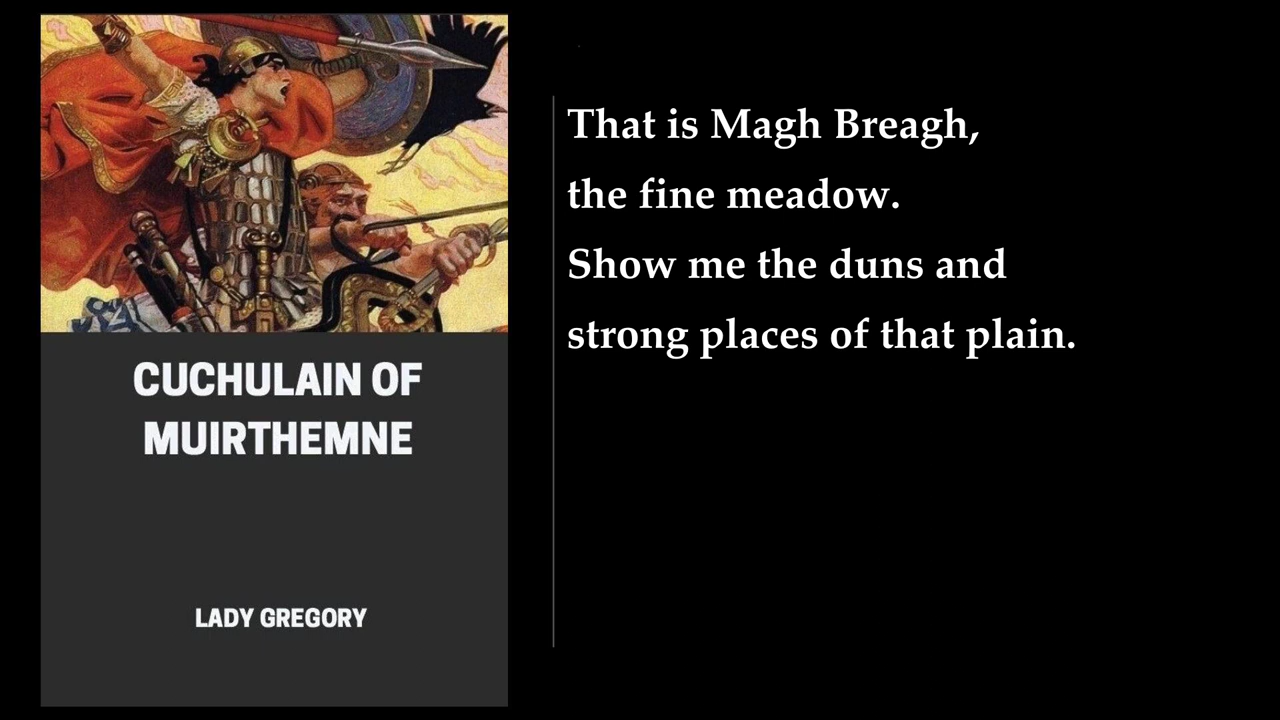 CUCHULAIN OF
MUIRTHEMNE
LADY GREGORY
That is Magh Breagh,
the fine meadow.
Show me the duns and
strong places of that plain.